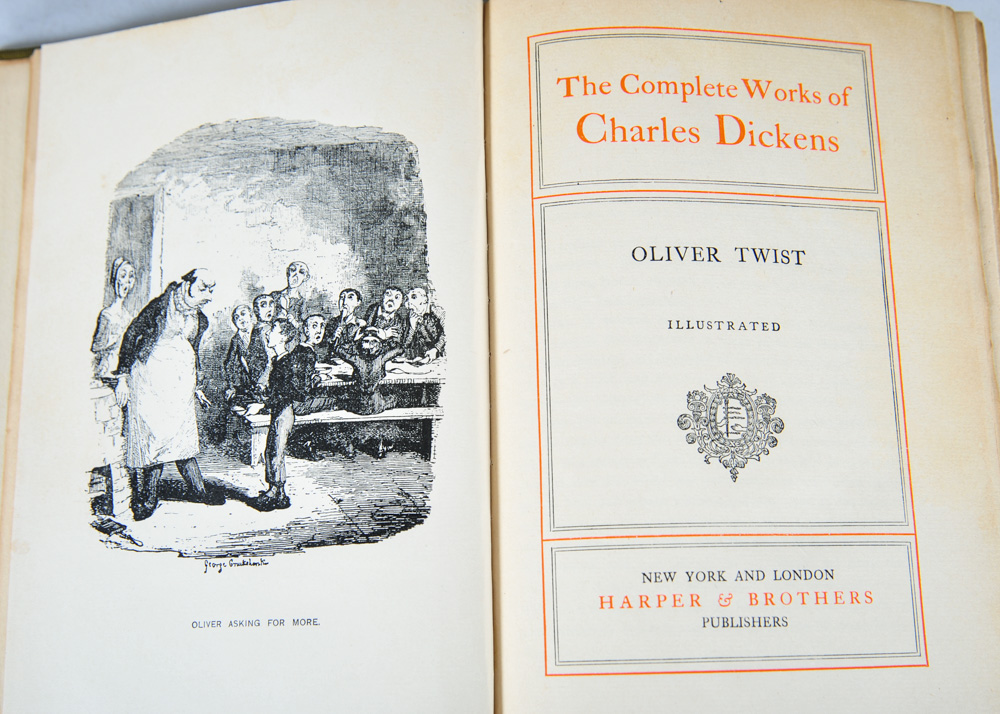 George Cruikshank
OLIVER ASKING FOR MORE.
The Complete Works of
Charles Dickens
OLIVER TWIST
ILLUSTRATED
NEW YORK AND LONDON
HARPER & BROTHERS
PUBLISHERS